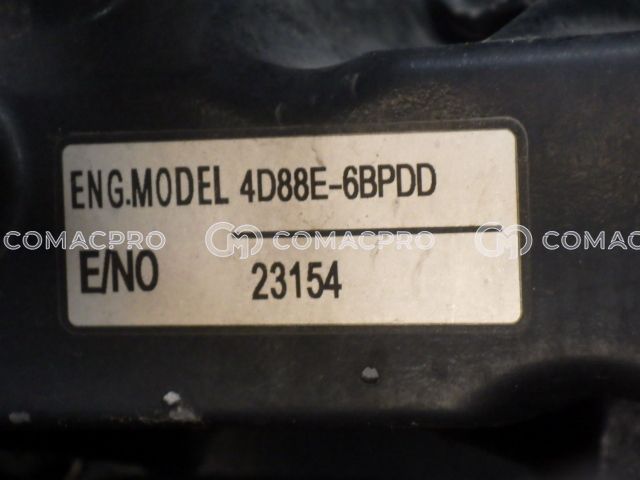 ENG.MODEL 4D88E-6BPDD
COMACPRO COMACPRO COMACPRO
E/NO 23154